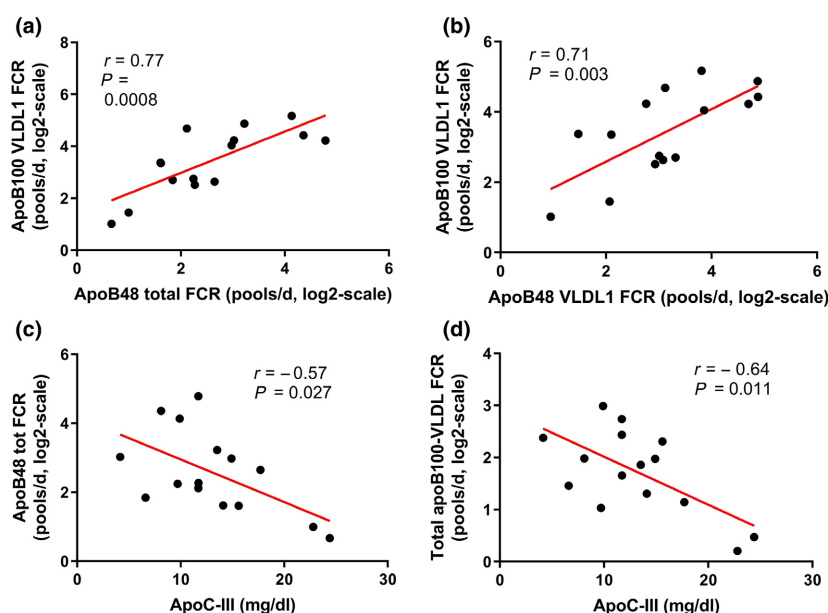 (a)
ApoB100 VLDL1 FCR
(pools/d, log2-scale)
8
6
4
2
0
r = 0.77
P =
0.0008
0
2
4
6
ApoB48 total FCR (pools/d, log2-scale)
(b)
ApoB100 VLDL1 FCR
(pools/d, log2-scale)
6
4
2
0
r = 0.71
P = 0.003
0
2
4
6
ApoB48 VLDL1 FCR (pools/d, log2-scale)
(c)
ApoB48 tot FCR
(pools/d, log2-scale)
6
4
2
0
r = – 0.57
P = 0.027
0
10
20
30
ApoC-III (mg/dl)
(d)
Total apoB100-VLDL FCR
(pools/d, log2-scale)
4
3
2
1
0
r = – 0.64
P = 0.011
0
10
20
30
ApoC-III (mg/dl)